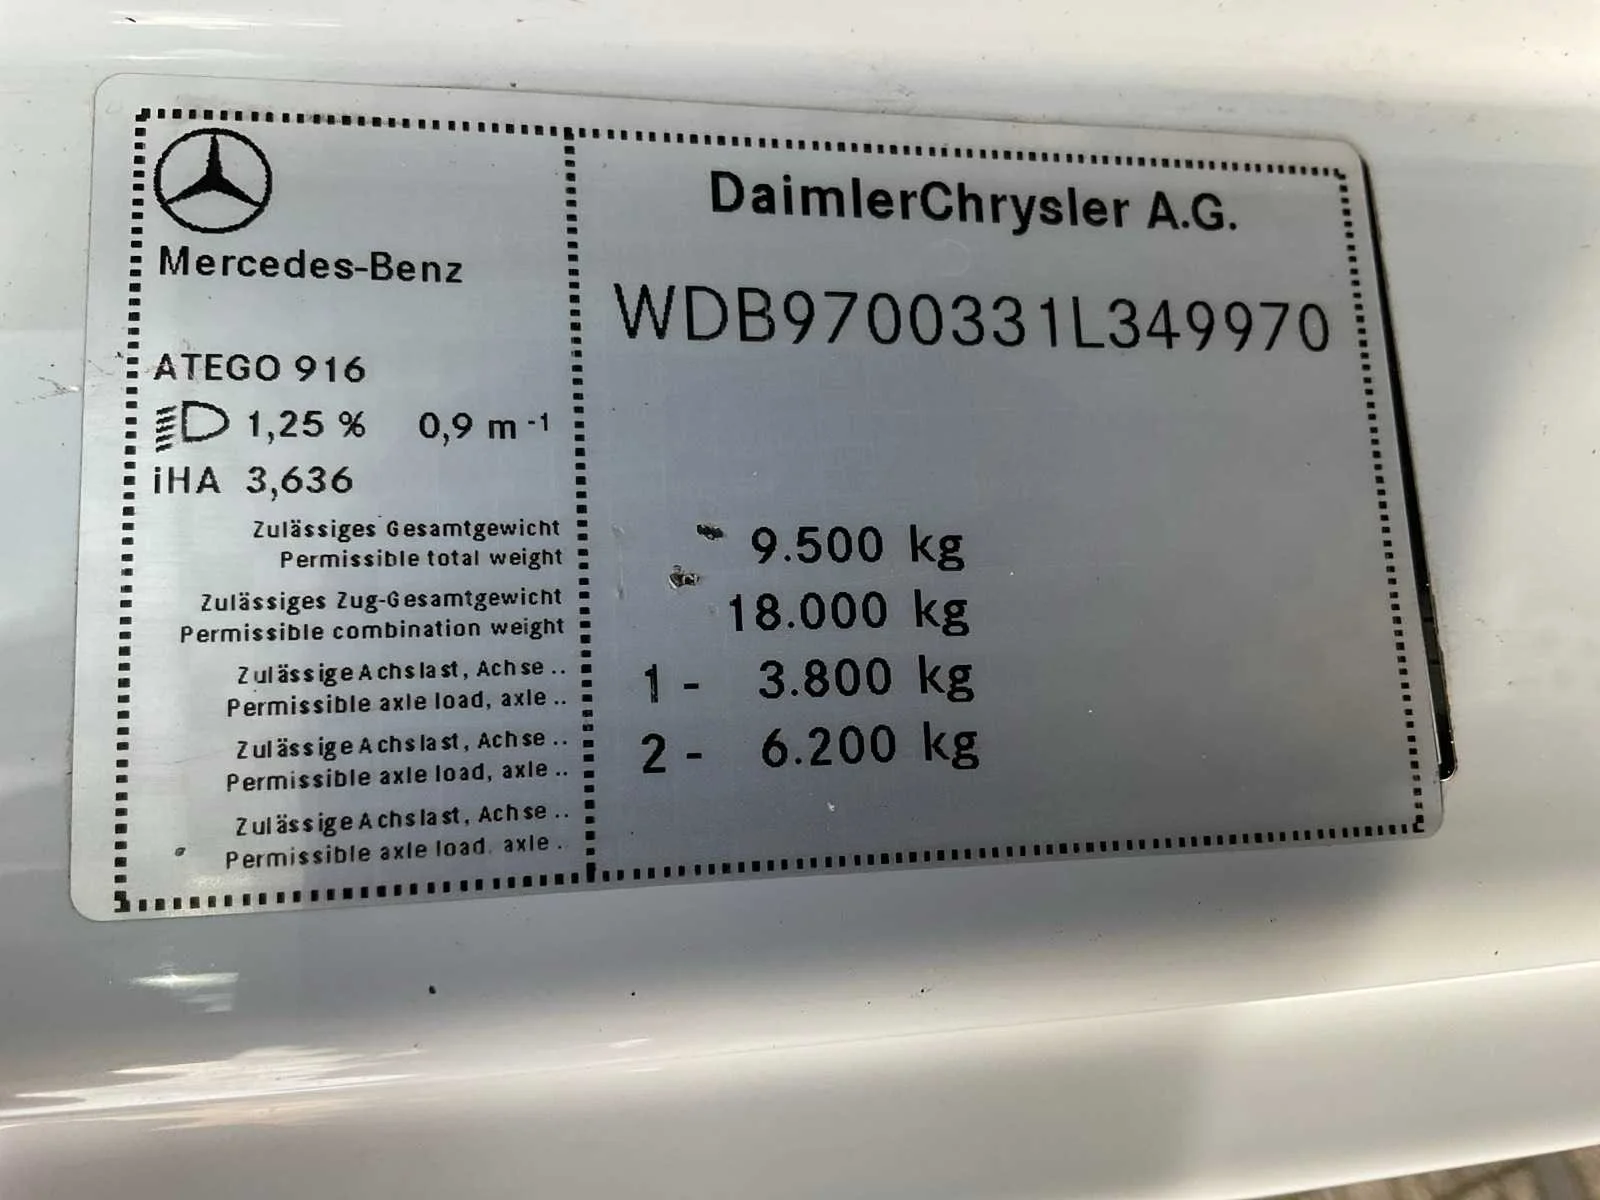 Mercedes-Benz
ATEGO 916
1,25 % 0,9 m -1
iHA 3,636
Zulässiges Gesamtgewicht
Permissible total weight
Zulässiges Zug-Gesamtgewicht
Permissible combination weight
Zulässige Achslast, Achse ..
Permissible axle load, axle ..
Zulässige Achslast, Achse ..
Permissible axle load, axle ..
Zulässige Achslast, Achse ..
Permissible axle load, axle .
DaimlerChrysler A.G.
WDB9700331L349970
9.500 kg
18.000 kg
1 - 3.800 kg
2 - 6.200 kg